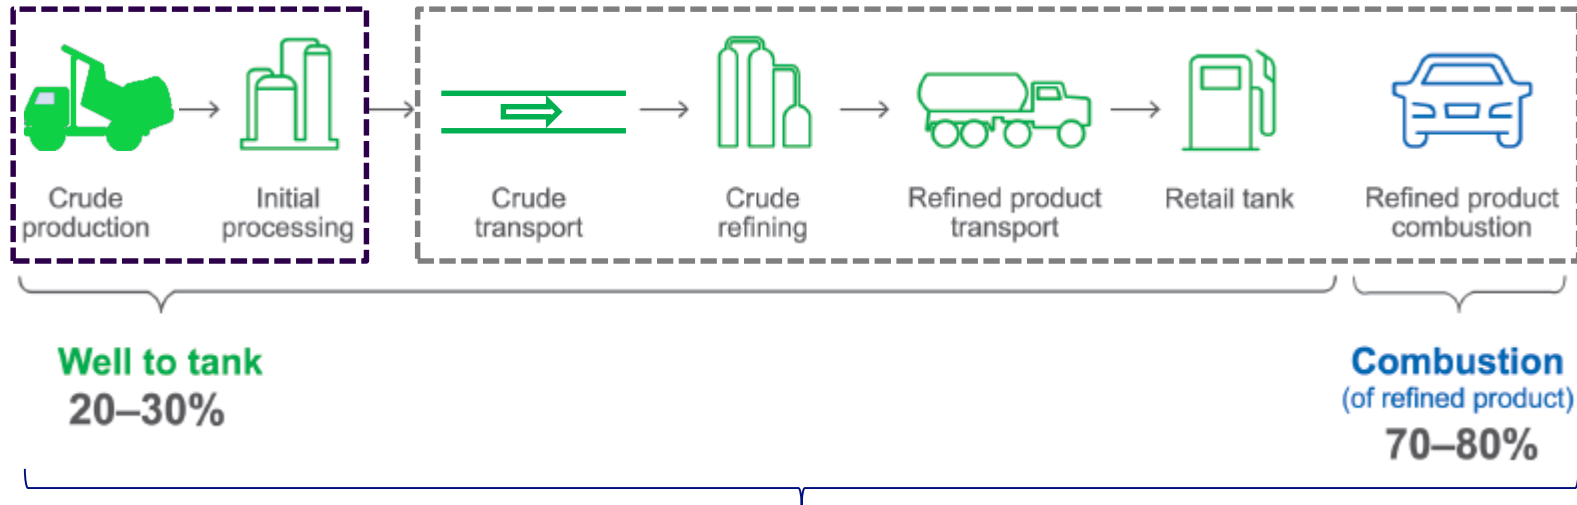 Crude
production
Initial
processing
Crude
transport
Crude
refining
Refined product
transport
Retail tank
Refined product
combustion
Well to tank
20–30%
Combustion
(of refined product)
70–80%